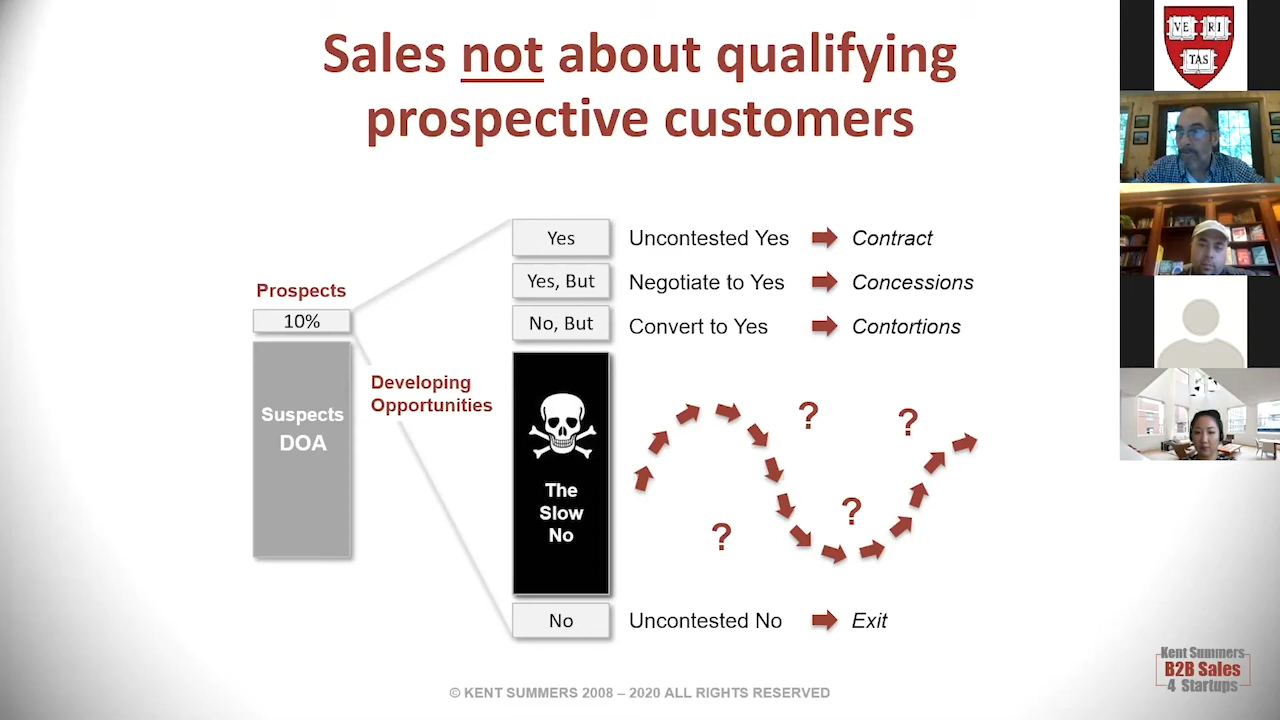 Sales not about qualifying
prospective customers
Prospects
10%
Suspects
DOA
Developing
Opportunities
Yes
Uncontested Yes
Contract
Yes, But
Negotiate to Yes
Concessions
No, But
Convert to Yes
Contortions
The
Slow
No
?
?
?
?
No
Uncontested No
Exit
© KENT SUMMERS 2008 – 2020 ALL RIGHTS RESERVED
VE RI
TAS
Kent Summers
B2B Sales
4 Startups